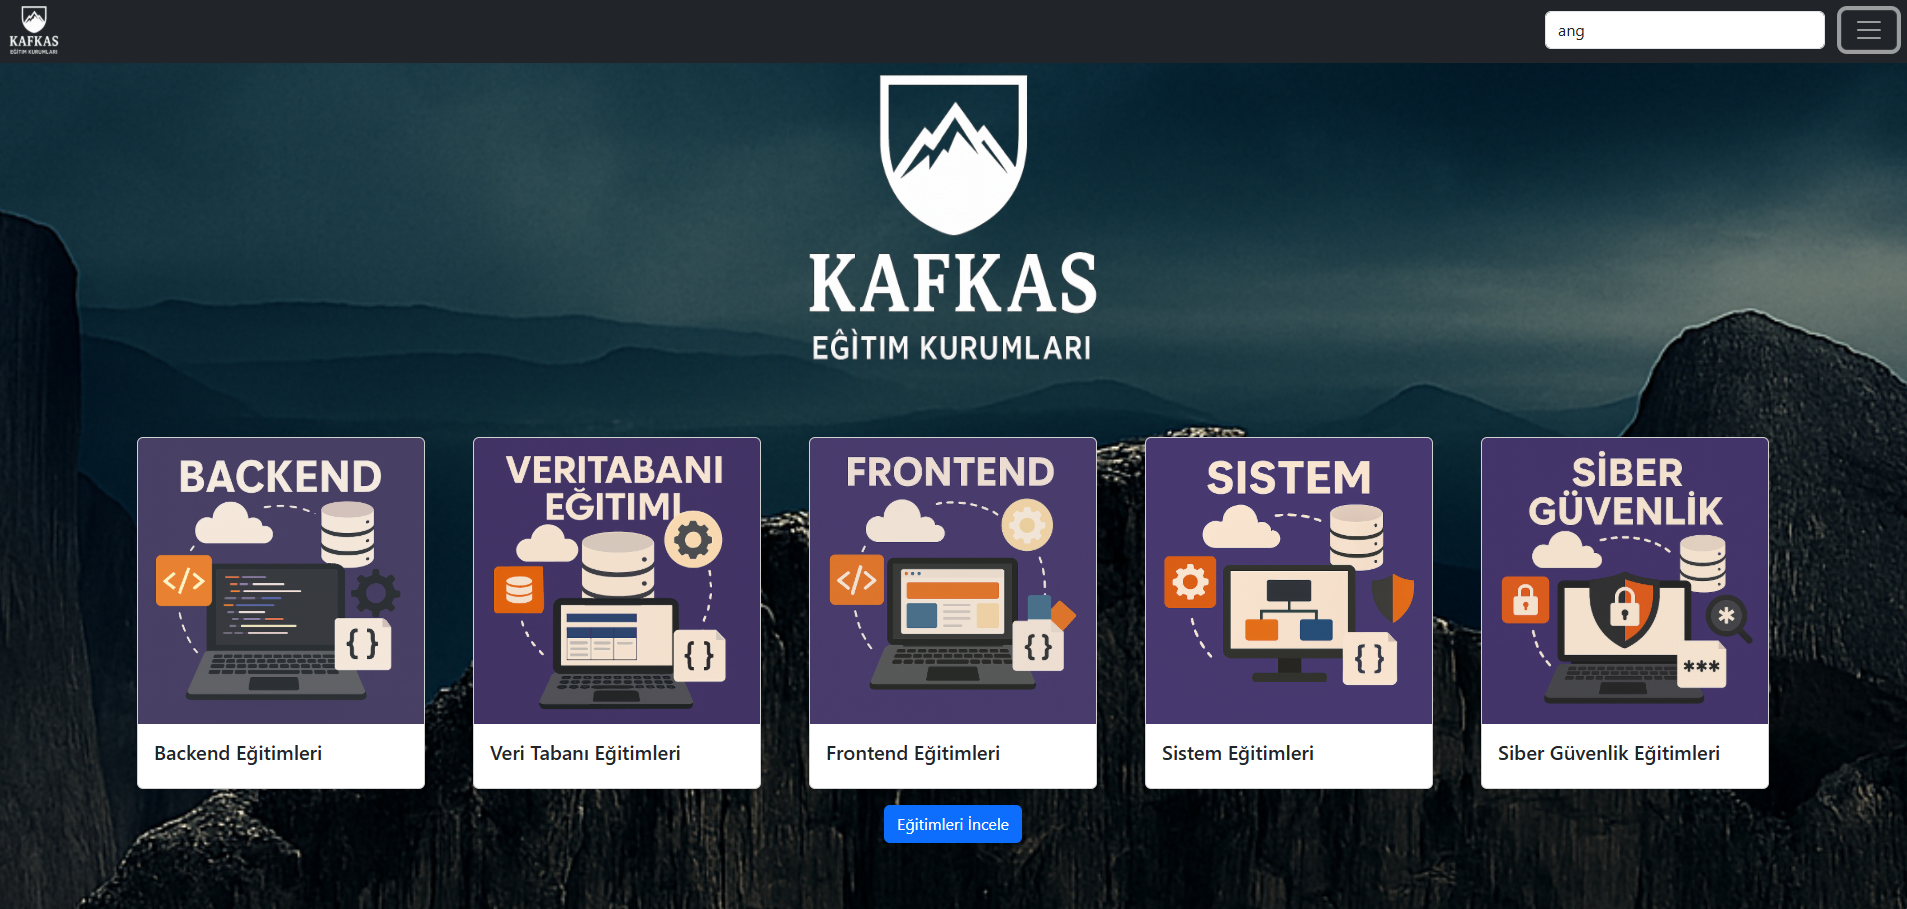 KAFKAS
EĞİTİM KURUMLARI
ang
KAFKAS
EĞİTIM KURUMLARI
BACKEND
</>
{ }
Backend Eğitimleri
VERITABANI
EĞITIMI
{ }
Veri Tabanı Eğitimleri
FRONTEND
</>
{ }
Frontend Eğitimleri
SISTEM
{ }
Sistem Eğitimleri
SİBER
GÜVENLİK
*
***
Siber Güvenlik Eğitimleri
Eğitimleri İncele